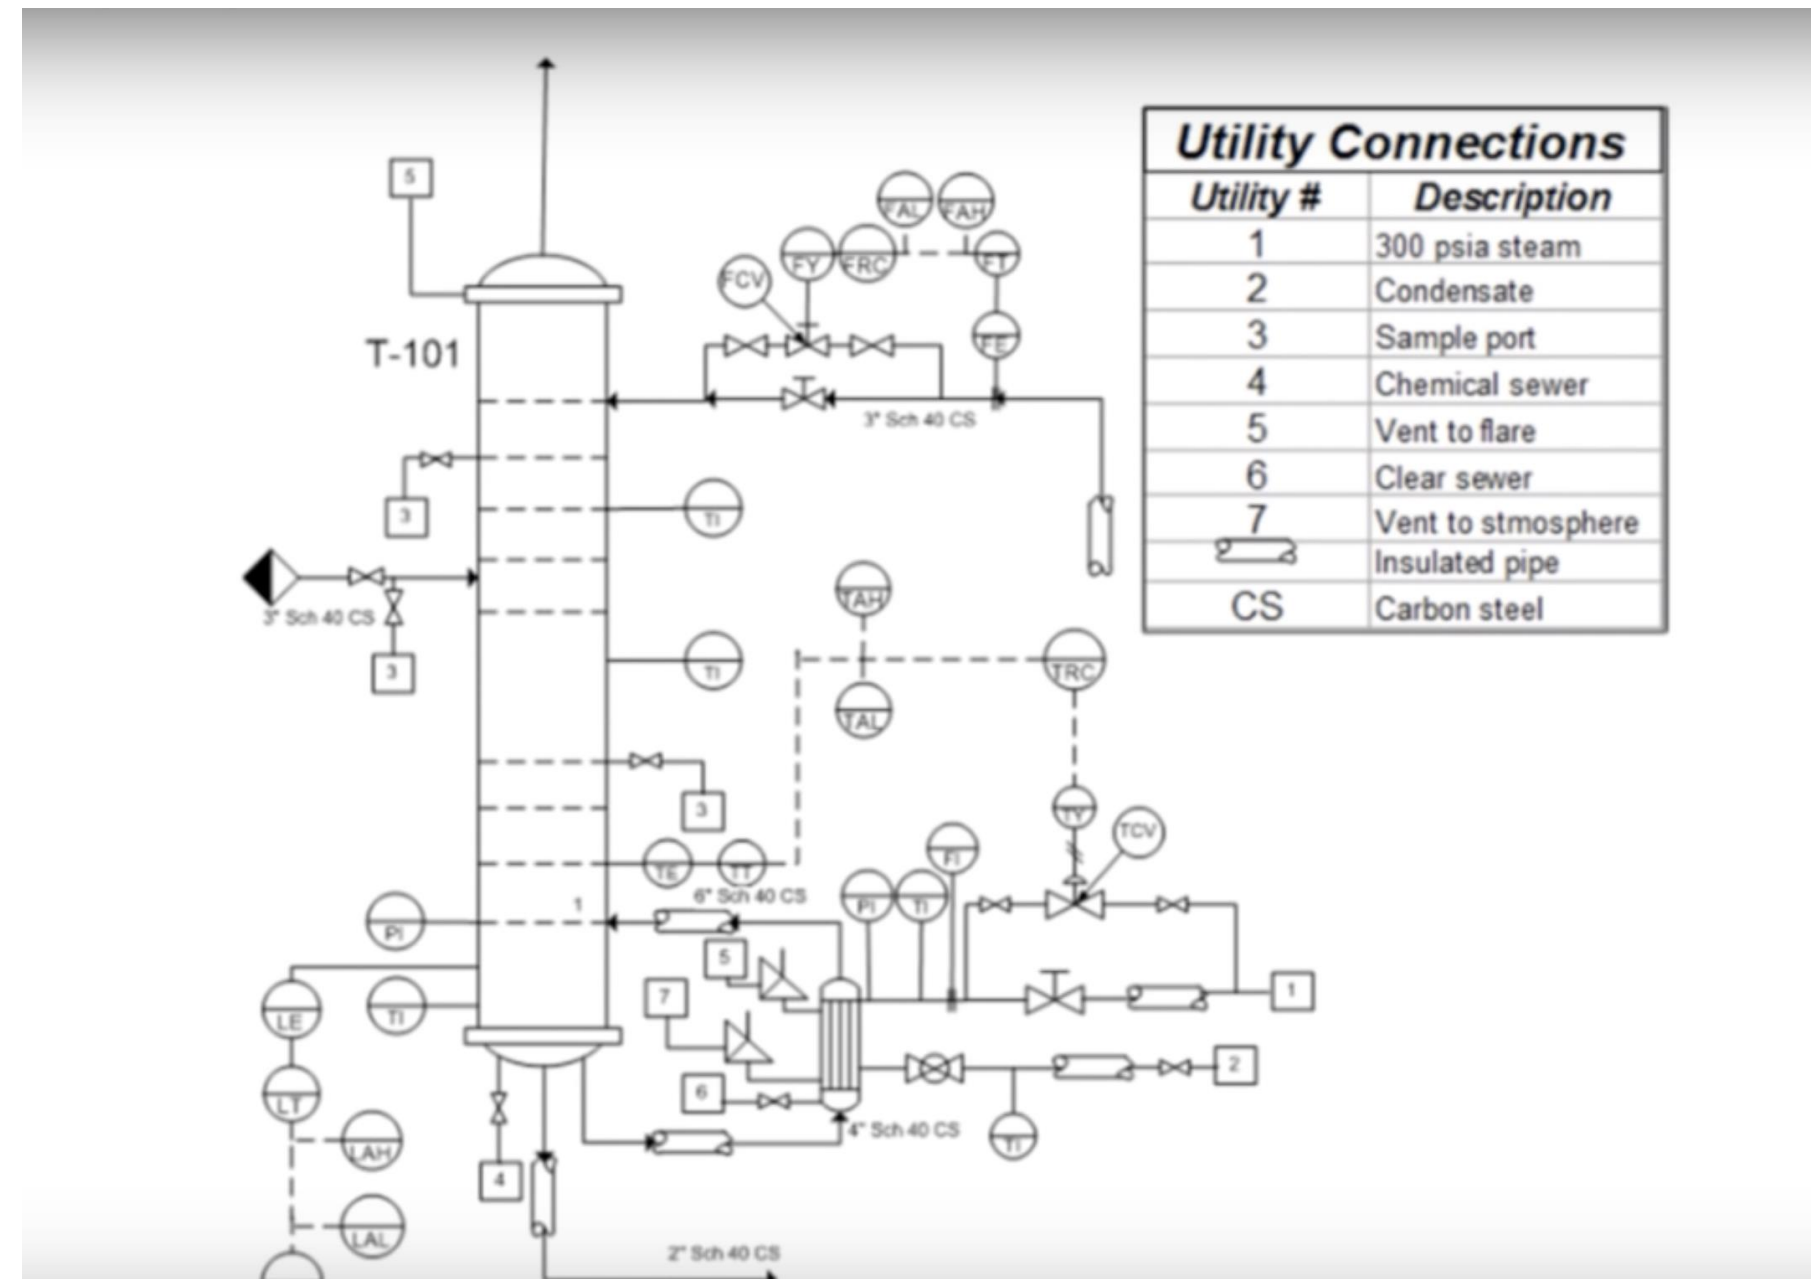 Utility Connections
Utility # Description
1 300 psia steam
2 Condensate
3 Sample port
4 Chemical sewer
5 Vent to flare
6 Clear sewer
7 Vent to stmosphere
Insulated pipe
CS Carbon steel
5
FAL FAH
FY FRC FT
FCV
FE
T-101
3" Sch 40 CS
3
TI
3" Sch 40 CS
3
TAH
TI
TRC
TAL
3
TY
TCV
FI
TE TT
6" Sch 40 CS
PI TI
1
PI
5
7
1
LE
TI
2
6
LT
4" Sch 40 CS
TI
LAH
4
LAL
2" Sch 40 CS